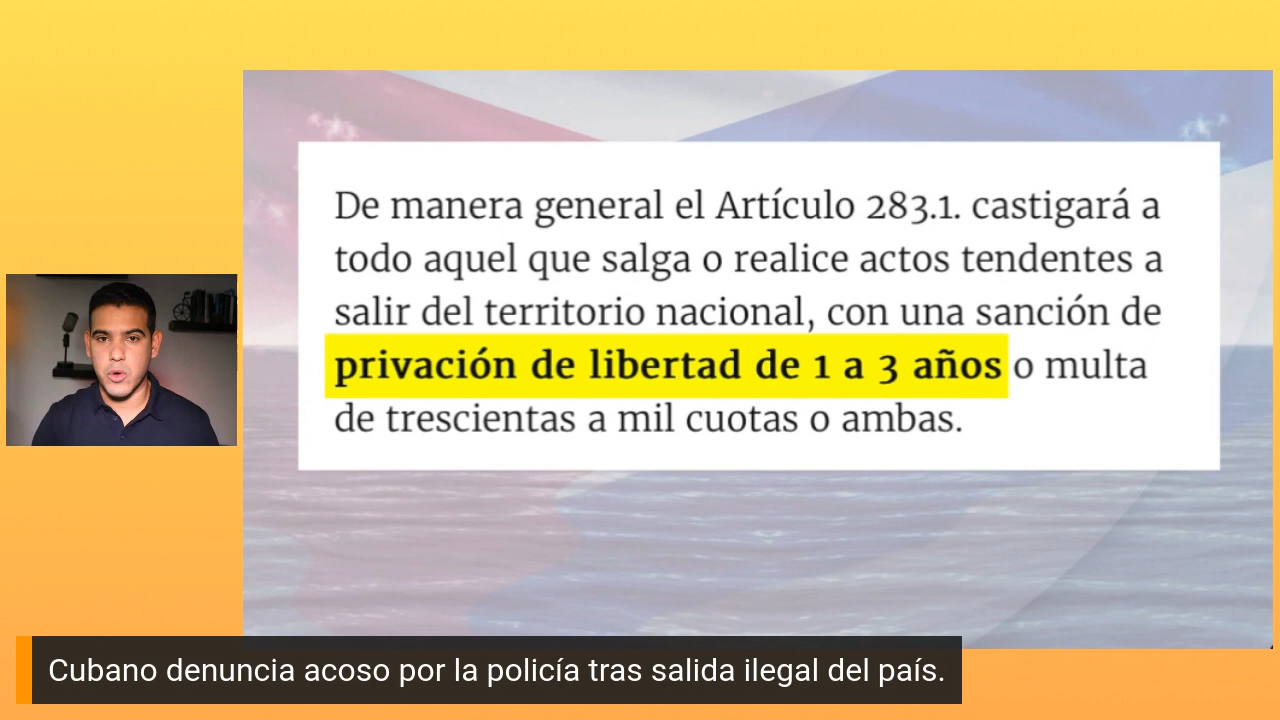 De manera general el Artículo 283.1. castigará a
todo aquel que salga o realice actos tendentes a
salir del territorio nacional, con una sanción de
privación de libertad de 1 a 3 años o multa
de trescientas a mil cuotas o ambas.
Cubano denuncia acoso por la policía tras salida ilegal del país.